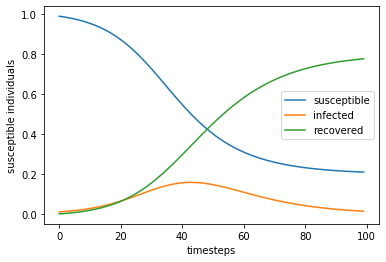 1.0
0.8
0.6
0.4
0.2
0.0
susceptible individuals
susceptible
infected
recovered
0 20 40 60 80 100
timesteps